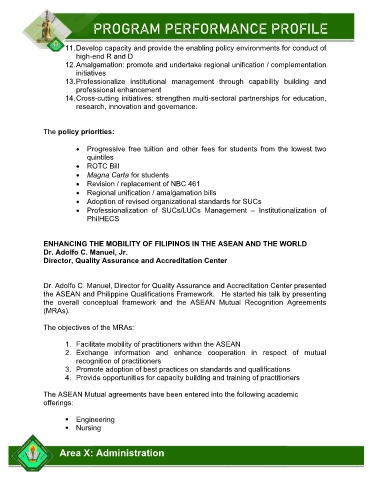 PROGRAM PERFORMANCE PROFILE
11. Develop capacity and provide the enabling policy environments for conduct of
high-end R and D
12. Amalgamation: promote and undertake regional unification / complementation
initiatives
13. Professionalize institutional management through capability building and
professional enhancement
14. Cross-cutting initiatives: strengthen multi-sectoral partnerships for education,
research, innovation and governance.
The policy priorities:
• Progressive free tuition and other fees for students from the lowest two
quintiles
• ROTC Bill
• Magna Carta for students
• Revision / replacement of NBC 461
• Regional unification / amalgamation bills
• Adoption of revised organizational standards for SUCs
• Professionalization of SUCs/LUCs Management – Institutionalization of
PhilHECS
ENHANCING THE MOBILITY OF FILIPINOS IN THE ASEAN AND THE WORLD
Dr. Adolfo C. Manuel, Jr.
Director, Quality Assurance and Accreditation Center
Dr. Adolfo C. Manuel, Director for Quality Assurance and Accreditation Center presented
the ASEAN and Philippine Qualifications Framework. He started his talk by presenting
the overall conceptual framework and the ASEAN Mutual Recognition Agreements
(MRAs).
The objectives of the MRAs:
1. Facilitate mobility of practitioners within the ASEAN
2. Exchange information and enhance cooperation in respect of mutual
recognition of practitioners
3. Promote adoption of best practices on standards and qualifications
4. Provide opportunities for capacity building and training of practitioners
The ASEAN Mutual agreements have been entered into the following academic
offerings:
▪ Engineering
▪ Nursing
Area X: Administration